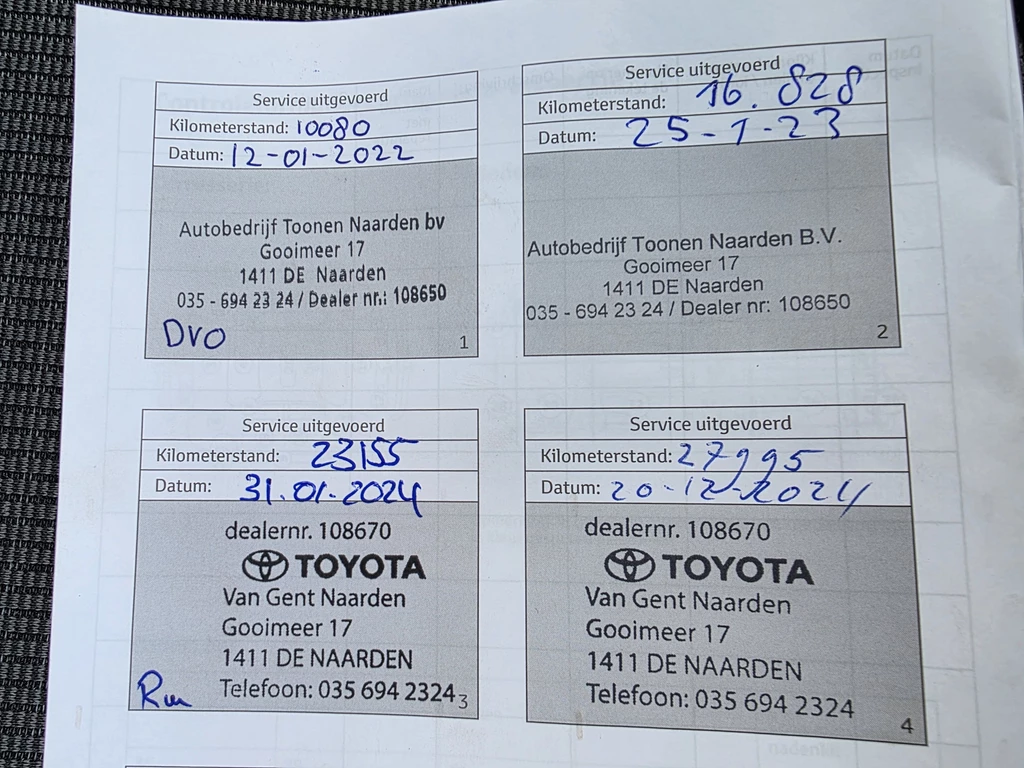 Service uitgevoerd
Kilometerstand: 10080
Datum: 12-01-2022
Autobedrijf Toonen Naarden bv
Gooimeer 17
1411 DE Naarden
035 - 694 23 24 / Dealer nr.: 108650
DVO
1
Service uitgevoerd
Kilometerstand: 16.828
Datum: 25-1-23
Autobedrijf Toonen Naarden B.V.
Gooimeer 17
1411 DE Naarden
035 - 694 23 24 / Dealer nr: 108650
2
Service uitgevoerd
Kilometerstand: 23155
Datum: 31.01.2024
dealernr. 108670
TOYOTA
Van Gent Naarden
Gooimeer 17
1411 DE NAARDEN
Telefoon: 035 694 2324
3
Service uitgevoerd
Kilometerstand: 27995
Datum: 20-12-2024
dealernr. 108670
TOYOTA
Van Gent Naarden
Gooimeer 17
1411 DE NAARDEN
Telefoon: 035 694 2324
4